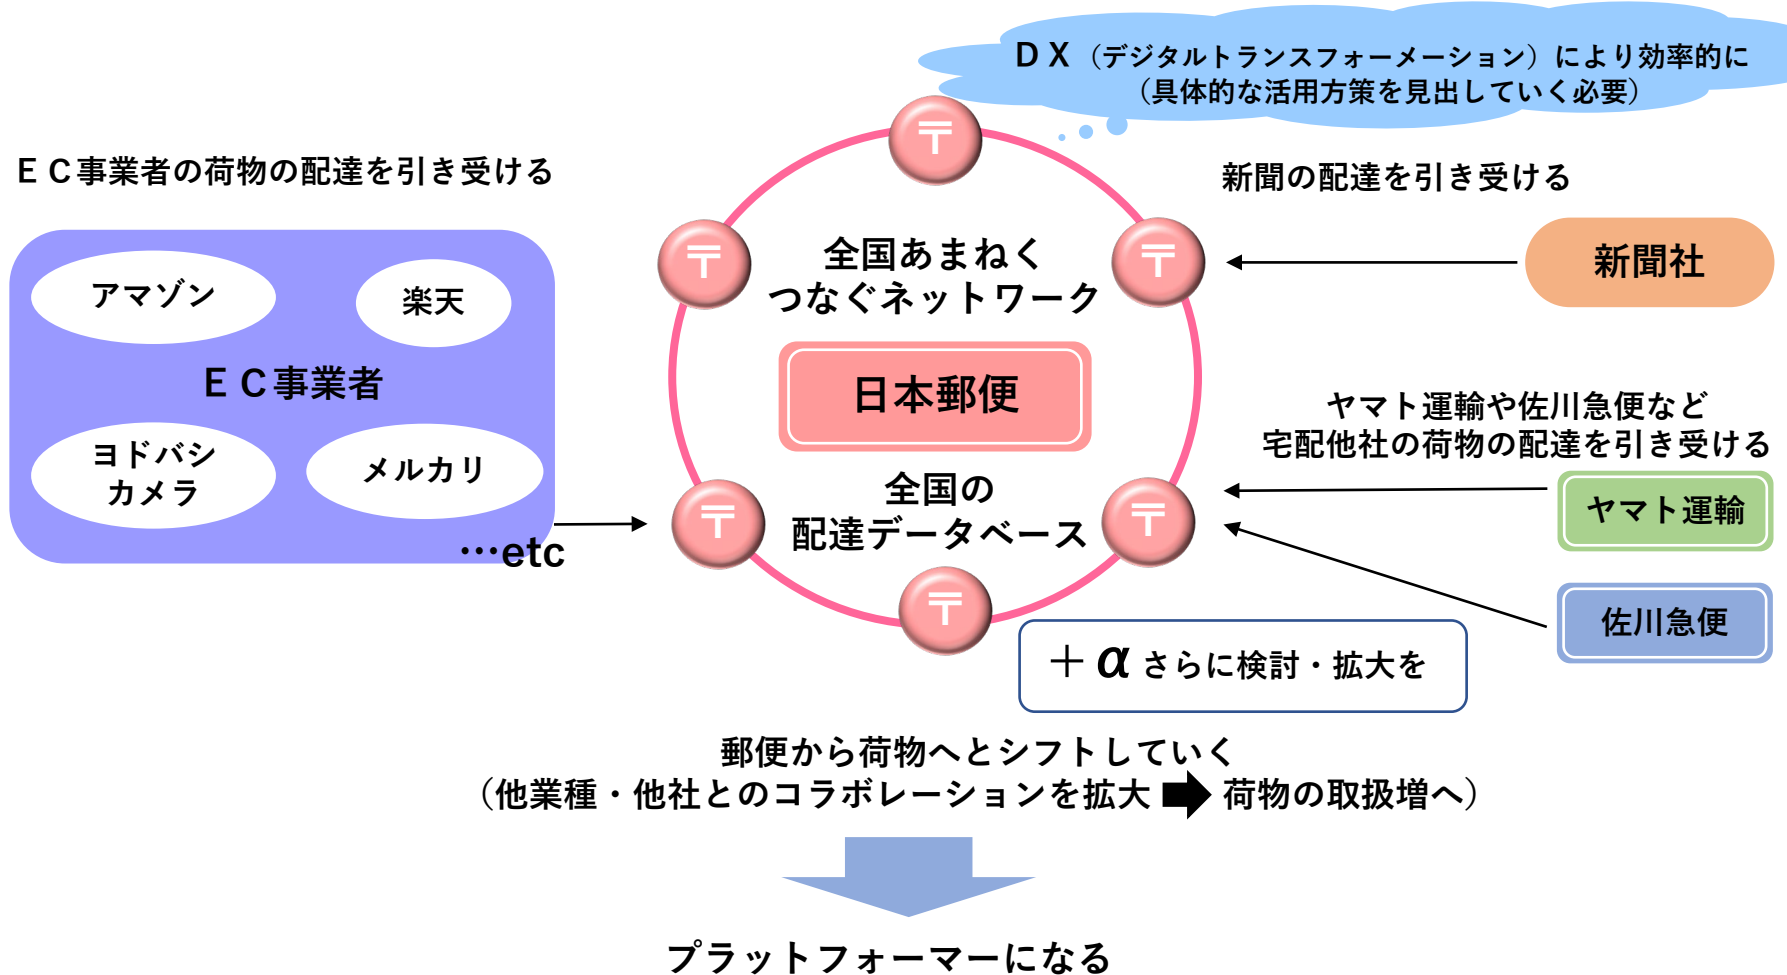 ＤＸ（デジタルトランスフォーメーション）により効率的に
（具体的な活用方策を見出していく必要）
ＥＣ事業者の荷物の配達を引き受ける
新聞の配達を引き受ける
アマゾン
楽天
ＥＣ事業者
ヨドバシ
カメラ
メルカリ
…etc
〒
〒
〒
全国あまねく
つなぐネットワーク
日本郵便
全国の
配達データベース
〒
〒
〒
新聞社
ヤマト運輸や佐川急便など
宅配他社の荷物の配達を引き受ける
ヤマト運輸
佐川急便
＋α さらに検討・拡大を
郵便から荷物へとシフトしていく
（他業種・他社とのコラボレーションを拡大 ➡ 荷物の取扱増へ）
プラットフォーマーになる